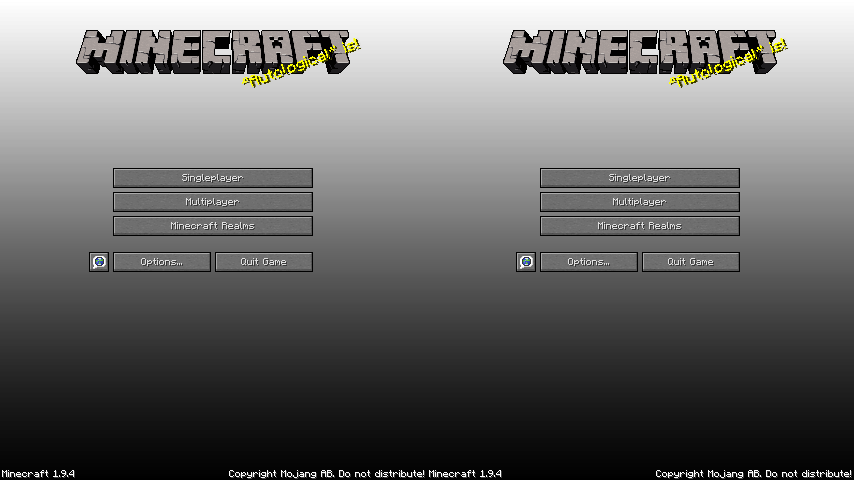 MINECRAFT MINECRAFT
"Autological" is! "Autological" is!
Singleplayer Singleplayer
Multiplayer Multiplayer
Minecraft Realms Minecraft Realms
Options... Quit Game Options... Quit Game
Minecraft 1.9.4 Copyright Mojang AB. Do not distribute! Minecraft 1.9.4 Copyright Mojang AB. Do not distribute!